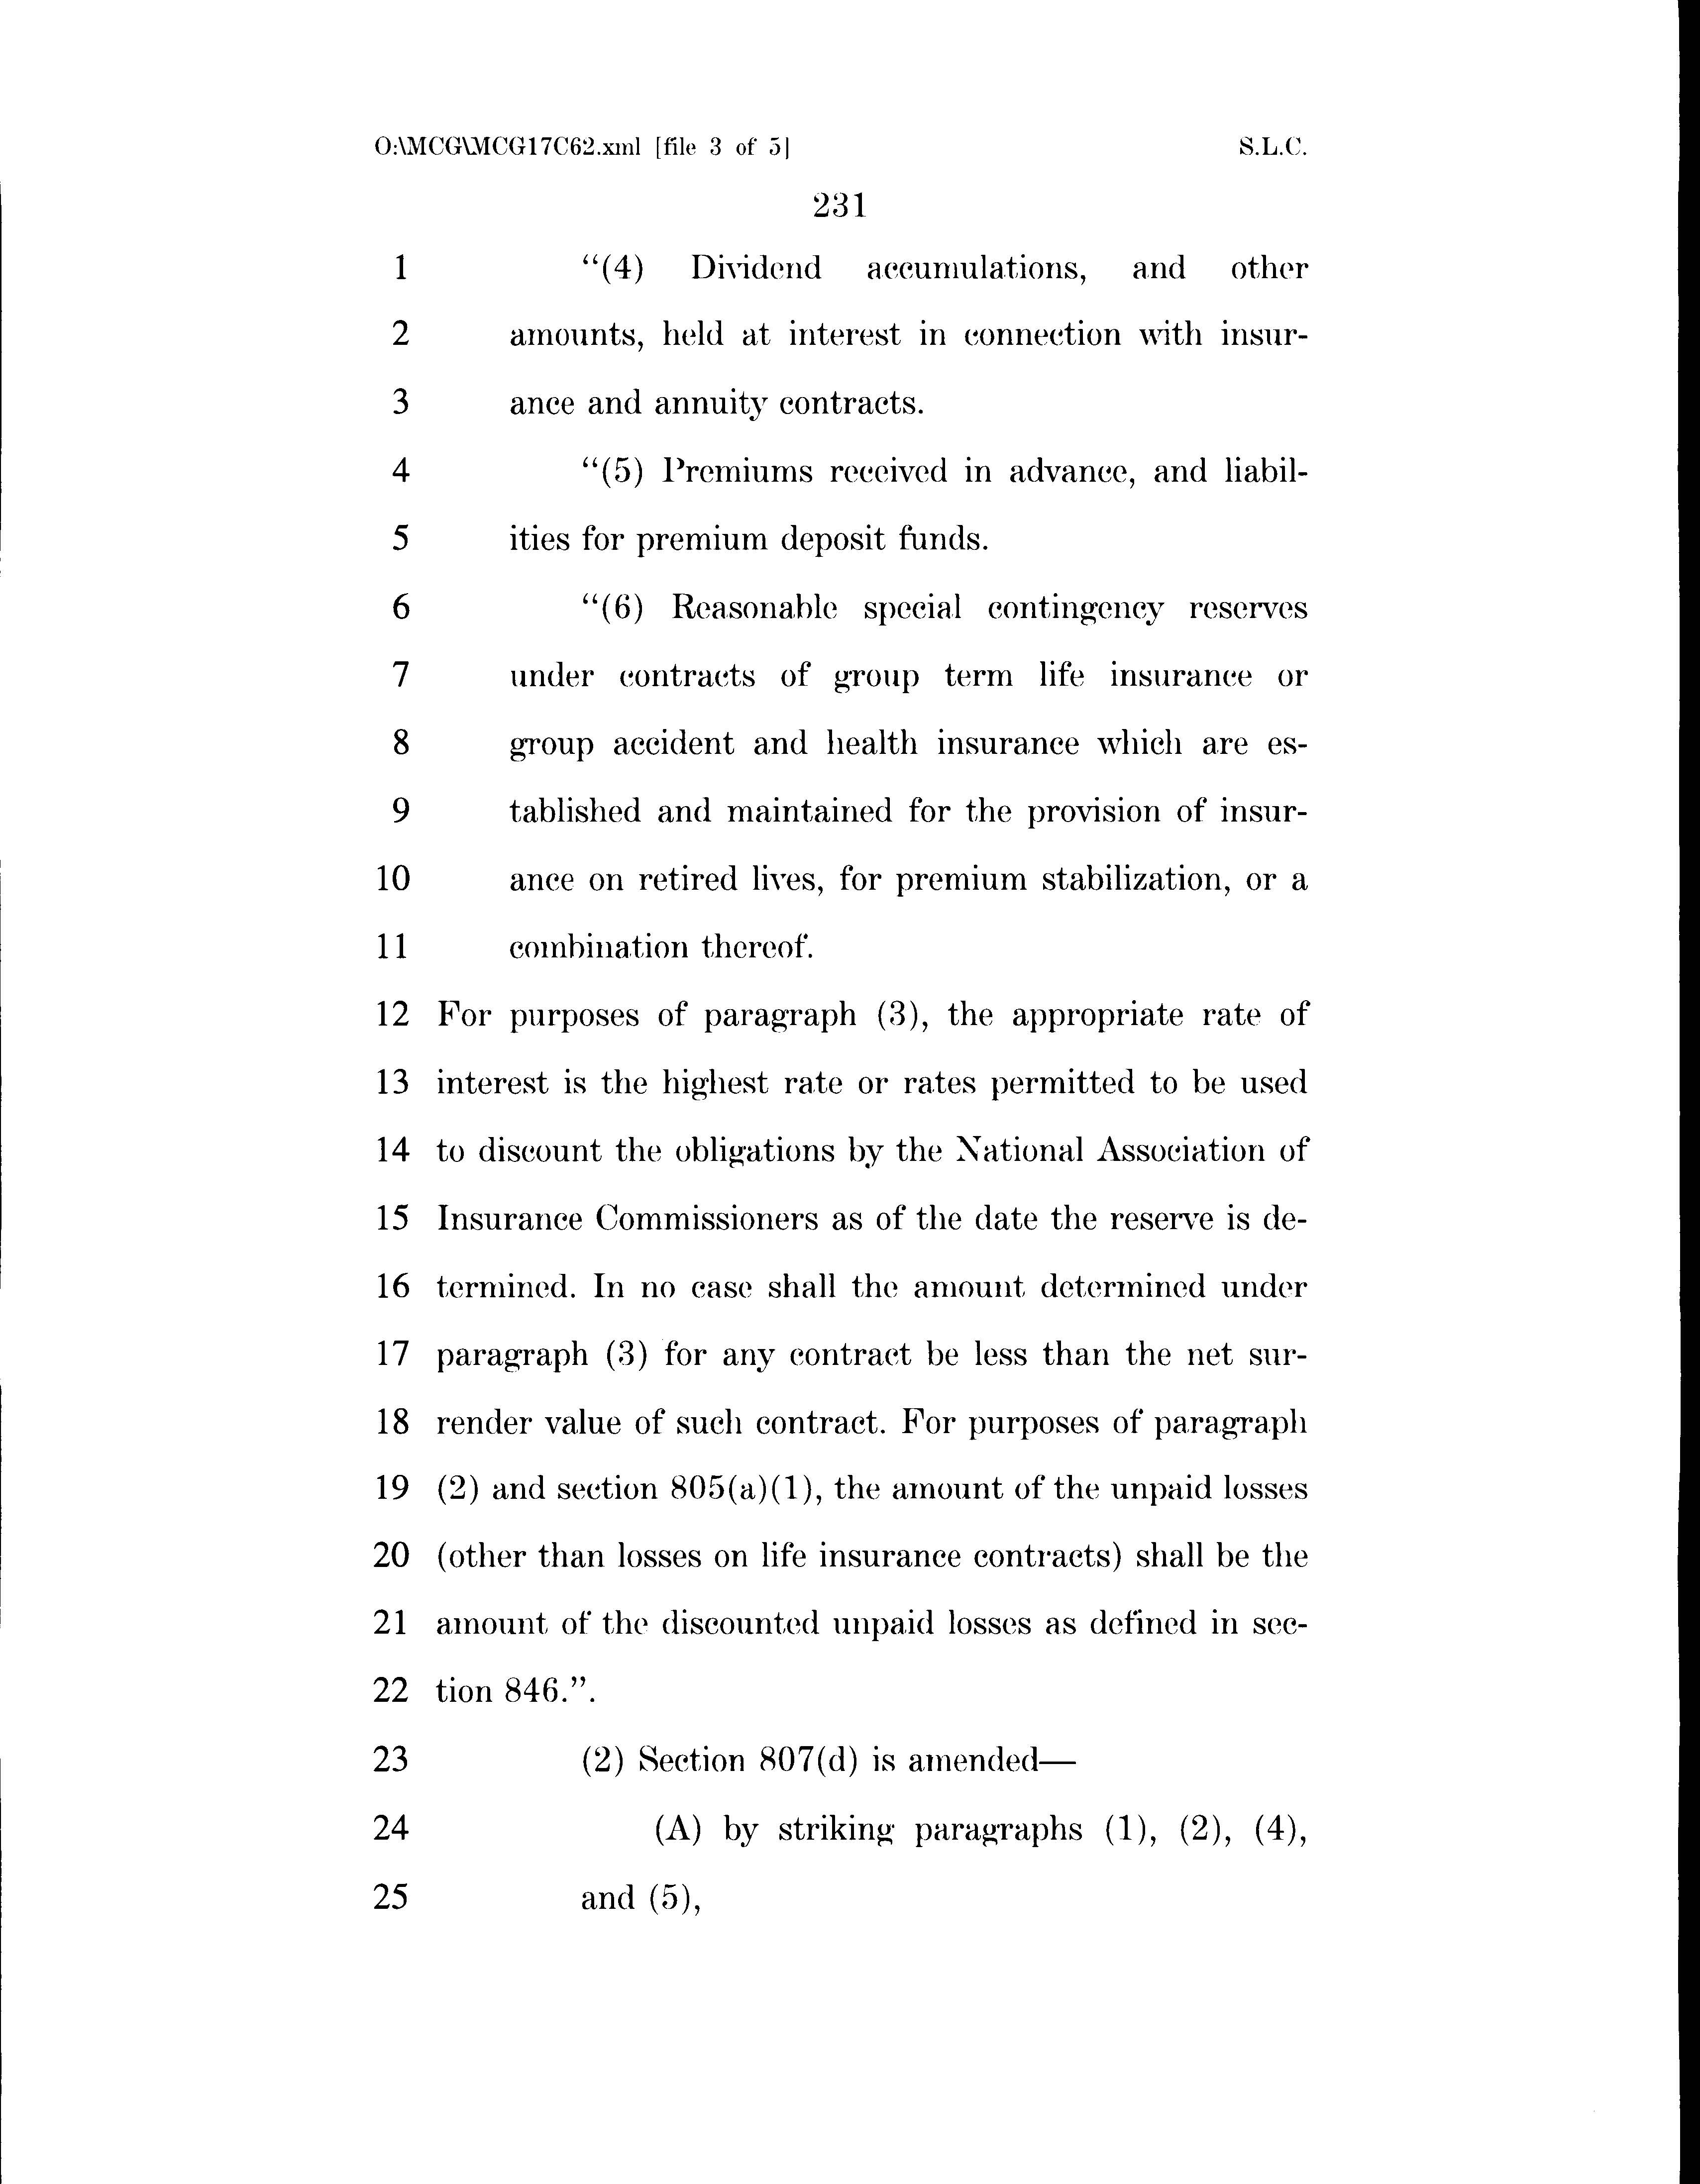 O:\MCG\MCG17C62.xml [file 3 of 5] S.L.C.
231
1 “(4) Dividend accumulations, and other
2 amounts, held at interest in connection with insur-
3 ance and annuity contracts.
4 “(5) Premiums received in advance, and liabil-
5 ities for premium deposit funds.
6 “(6) Reasonable special contingency reserves
7 under contracts of group term life insurance or
8 group accident and health insurance which are es-
9 tablished and maintained for the provision of insur-
10 ance on retired lives, for premium stabilization, or a
11 combination thereof.
12 For purposes of paragraph (3), the appropriate rate of
13 interest is the highest rate or rates permitted to be used
14 to discount the obligations by the National Association of
15 Insurance Commissioners as of the date the reserve is de-
16 termined. In no case shall the amount determined under
17 paragraph (3) for any contract be less than the net sur-
18 render value of such contract. For purposes of paragraph
19 (2) and section 805(a)(1), the amount of the unpaid losses
20 (other than losses on life insurance contracts) shall be the
21 amount of the discounted unpaid losses as defined in sec-
22 tion 846.”.
23 (2) Section 807(d) is amended—
24 (A) by striking paragraphs (1), (2), (4),
25 and (5),